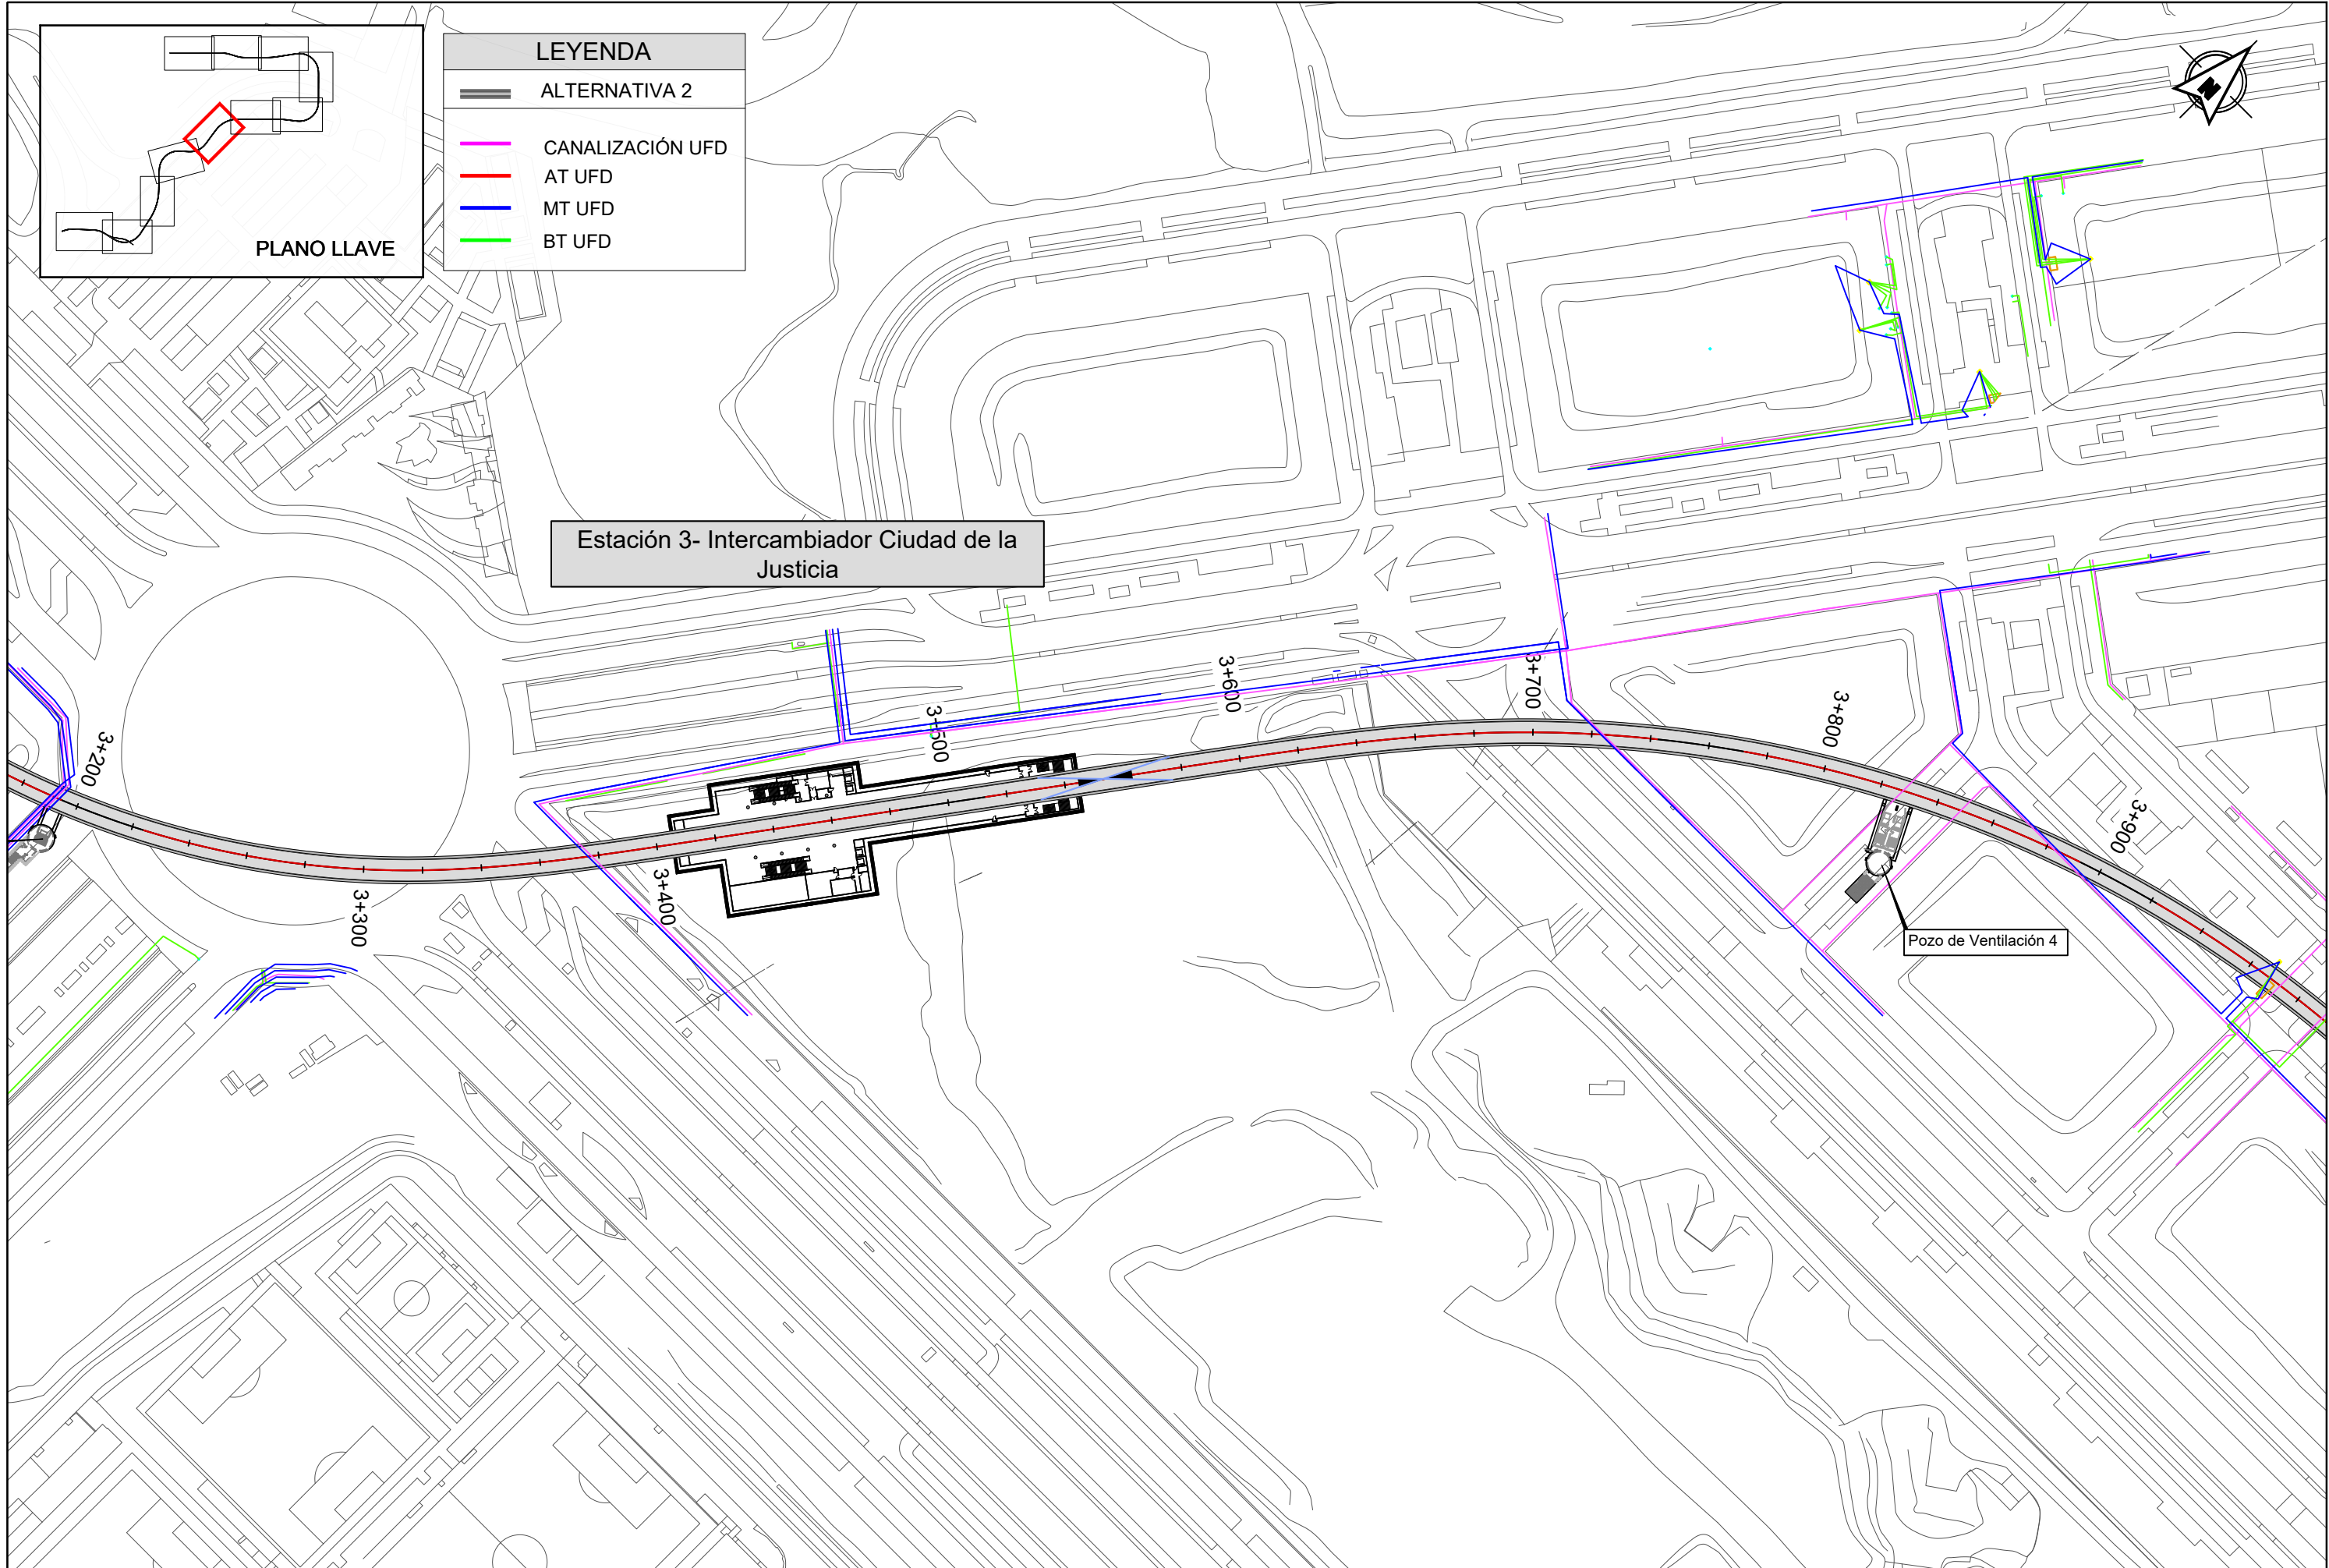 PLANO LLAVE
LEYENDA
ALTERNATIVA 2
CANALIZACIÓN UFD
AT UFD
MT UFD
BT UFD
N
Estación 3- Intercambiador Ciudad de la
Justicia
3+200
3+300
3+400
3+500
3+600
3+700
3+800
3+900
Pozo de Ventilación 4